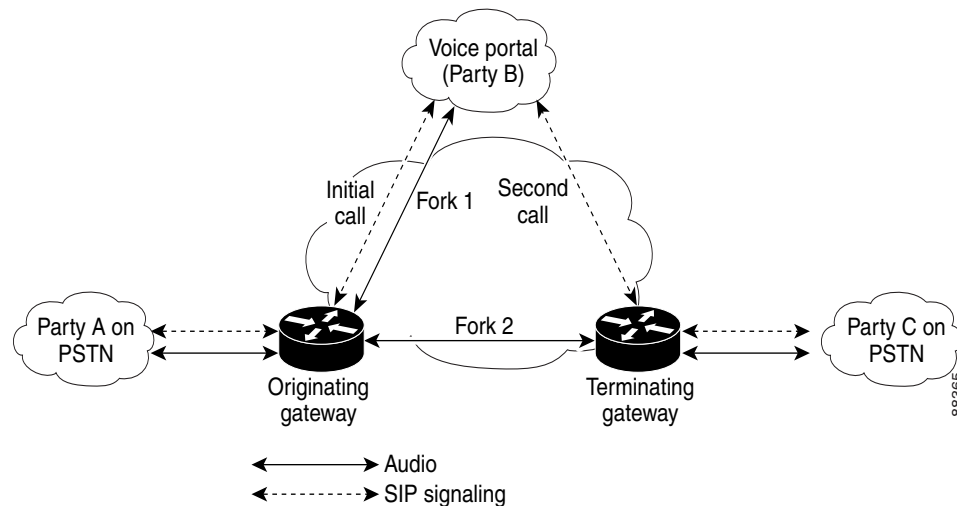 Voice portal
(Party B)
Initial
call
Fork 1
Second
call
Party A on
PSTN
Fork 2
Party C on
PSTN
Originating
gateway
Terminating
gateway
Audio
SIP signaling